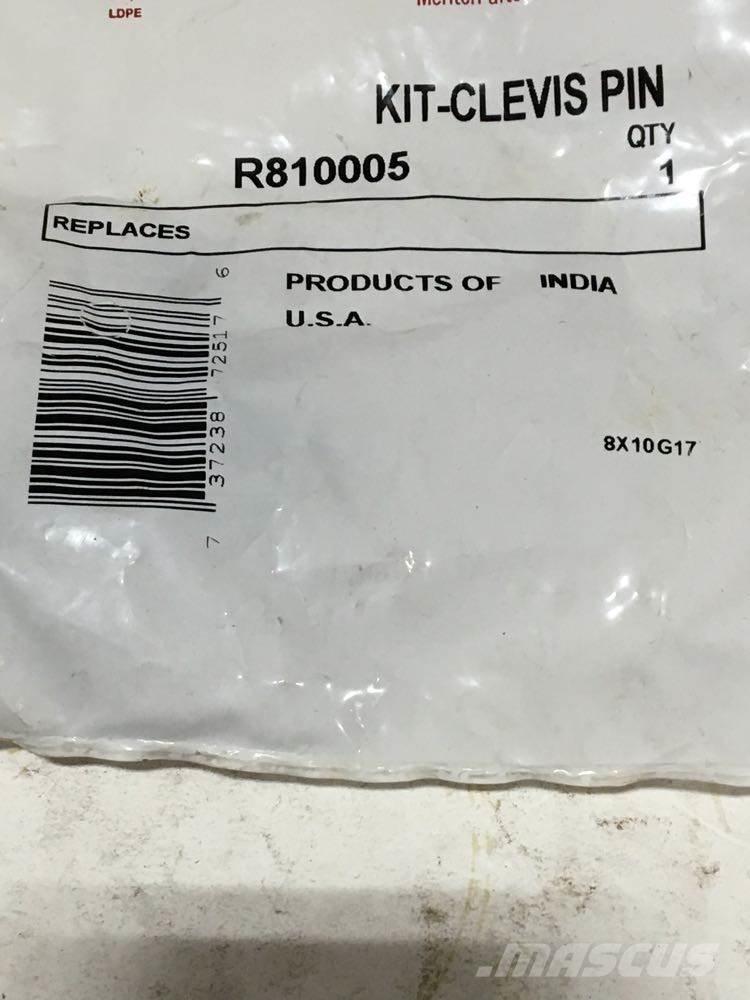 LDPE
KIT-CLEVIS PIN
QTY
R810005 1
REPLACES
PRODUCTS OF INDIA
U.S.A.
7 37238 72517 6
8X10G17
MASCUS